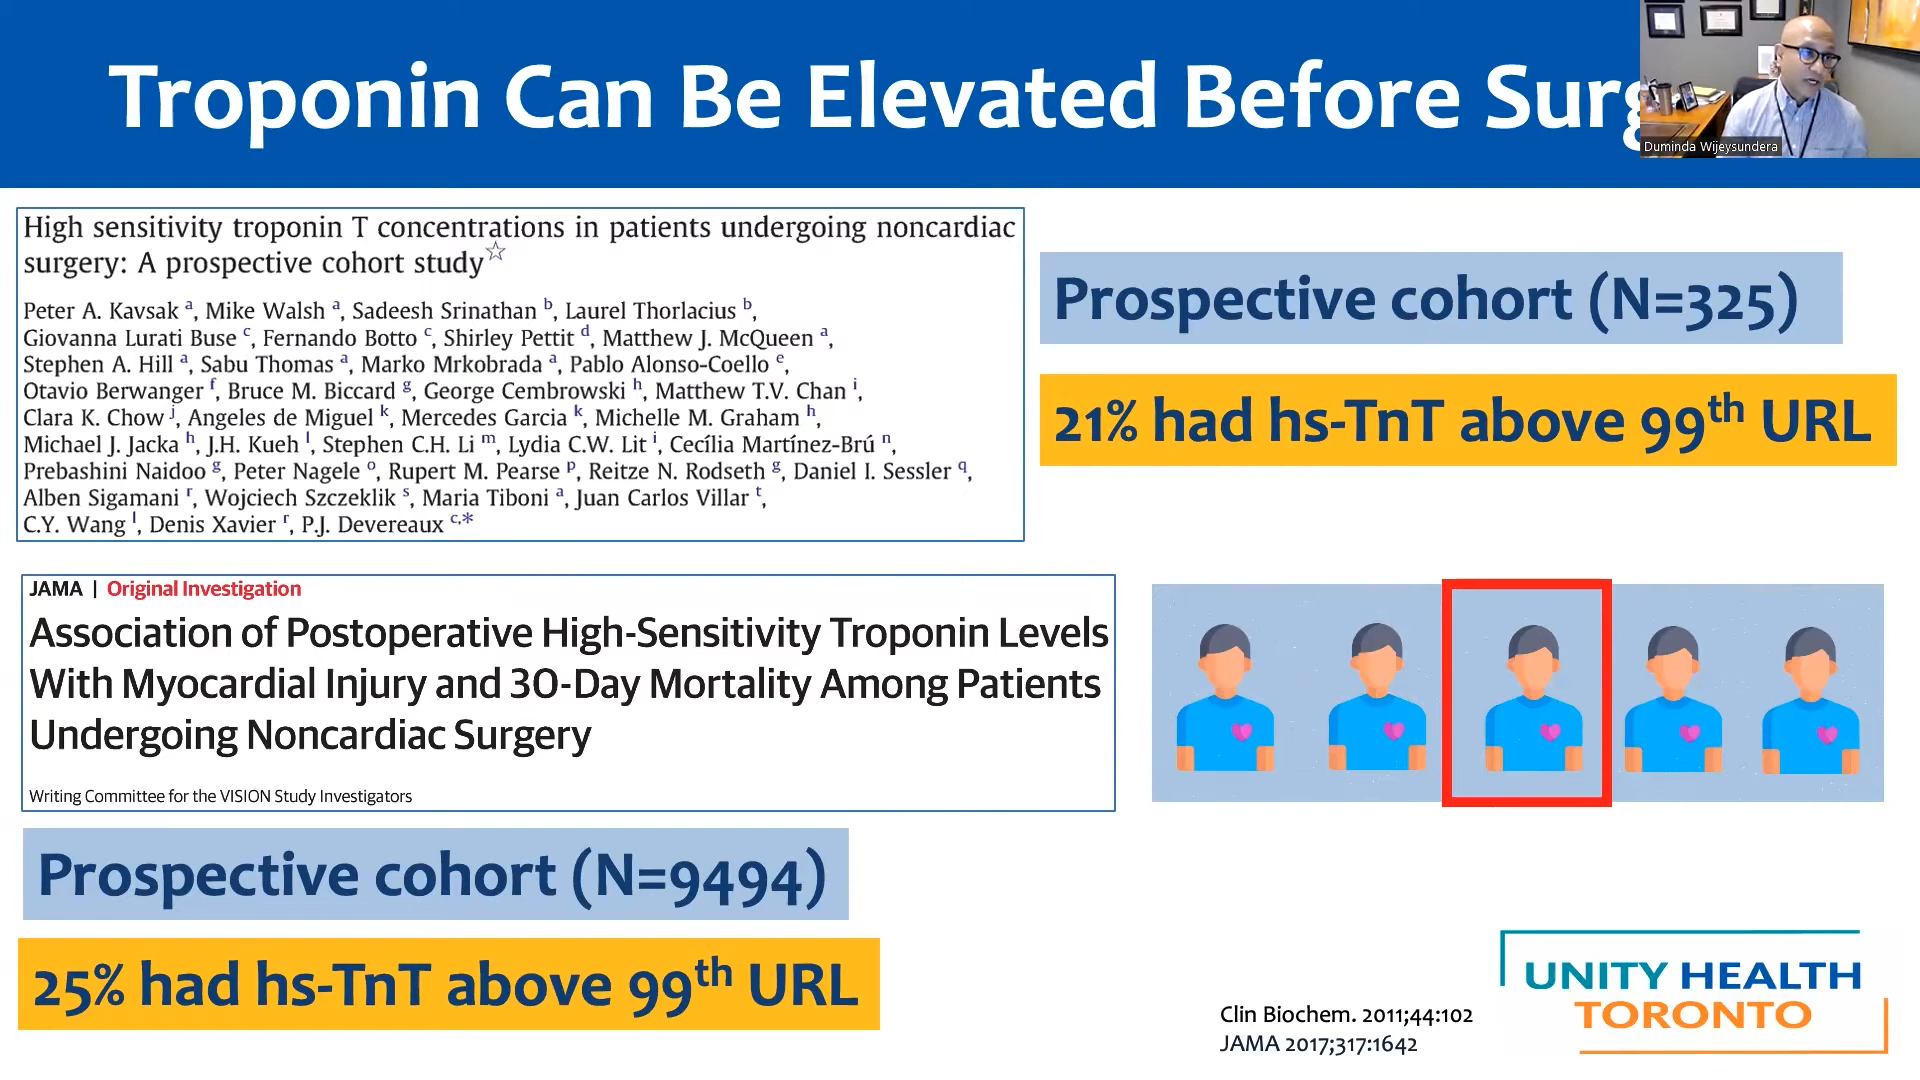 Troponin Can Be Elevated Before Surg
Duminda Wijeysundera
High sensitivity troponin T concentrations in patients undergoing noncardiac
surgery: A prospective cohort study☆
Peter A. Kavsak a, Mike Walsh a, Sadeesh Srinathan b, Laurel Thorlacius b,
Giovanna Lurati Buse c, Fernando Botto c, Shirley Pettit d, Matthew J. McQueen a,
Stephen A. Hill a, Sabu Thomas a, Marko Mrkobrada a, Pablo Alonso-Coello e,
Otavio Berwanger f, Bruce M. Biccard g, George Cembrowski h, Matthew T.V. Chan i,
Clara K. Chow j, Angeles de Miguel k, Mercedes Garcia k, Michelle M. Graham h,
Michael J. Jacka h, J.H. Kueh l, Stephen C.H. Li m, Lydia C.W. Lit i, Cecília Martínez-Brú n,
Prebashini Naidoo g, Peter Nagele o, Rupert M. Pearse p, Reitze N. Rodseth g, Daniel I. Sessler q,
Alben Sigamani r, Wojciech Szczeklik s, Maria Tiboni a, Juan Carlos Villar t,
C.Y. Wang l, Denis Xavier r, P.J. Devereaux c,*
Prospective cohort (N=325)
21% had hs-TnT above 99th URL
JAMA | Original Investigation
Association of Postoperative High-Sensitivity Troponin Levels
With Myocardial Injury and 30-Day Mortality Among Patients
Undergoing Noncardiac Surgery
Writing Committee for the VISION Study Investigators
Prospective cohort (N=9494)
25% had hs-TnT above 99th URL
Clin Biochem. 2011;44:102
JAMA 2017;317:1642
UNITY HEALTH
TORONTO